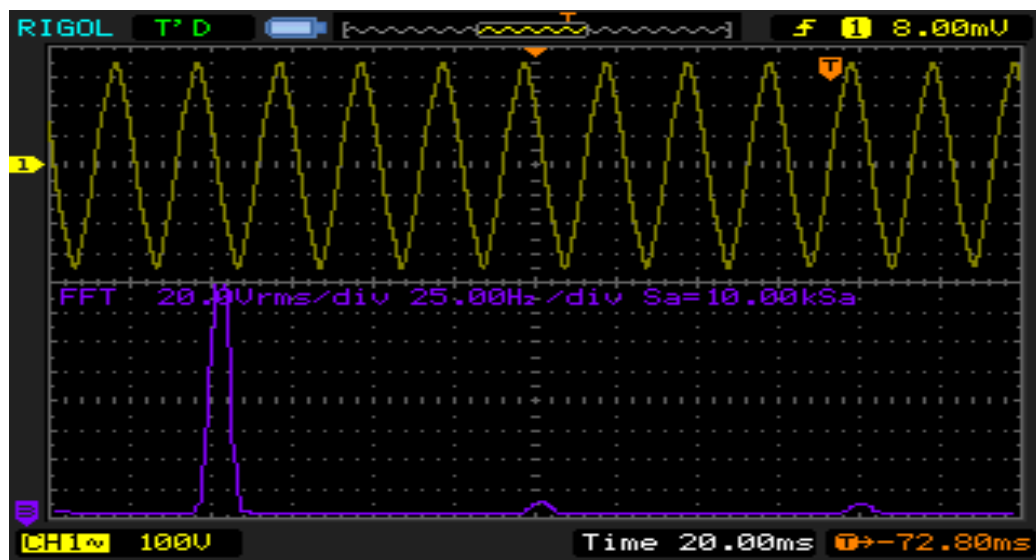 RIGOL T'D T 1 8.00mV
T
1
FFT 20.0Vrms/div 25.00Hz/div Sa=10.00kSa
CH1~ 100V Time 20.00ms T→-72.80ms